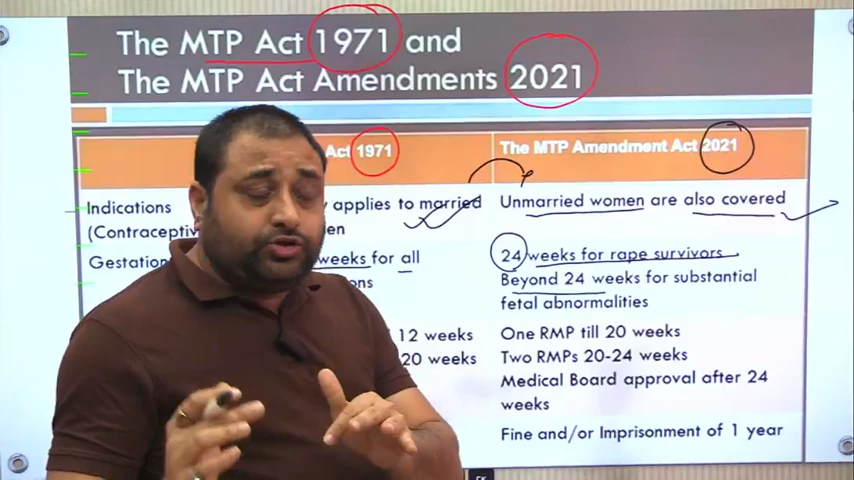 The MTP Act 1971 and
The MTP Act Amendments 2021
Act 1971
The MTP Amendment Act 2021
Indications
applies to married
Unmarried women are also covered
(Contraceptiv
en
Gestation
weeks for all
24 weeks for rape survivors
ons
Beyond 24 weeks for substantial
fetal abnormalities
12 weeks
One RMP till 20 weeks
20 weeks
Two RMPs 20-24 weeks
Medical Board approval after 24
weeks
Fine and/or Imprisonment of 1 year